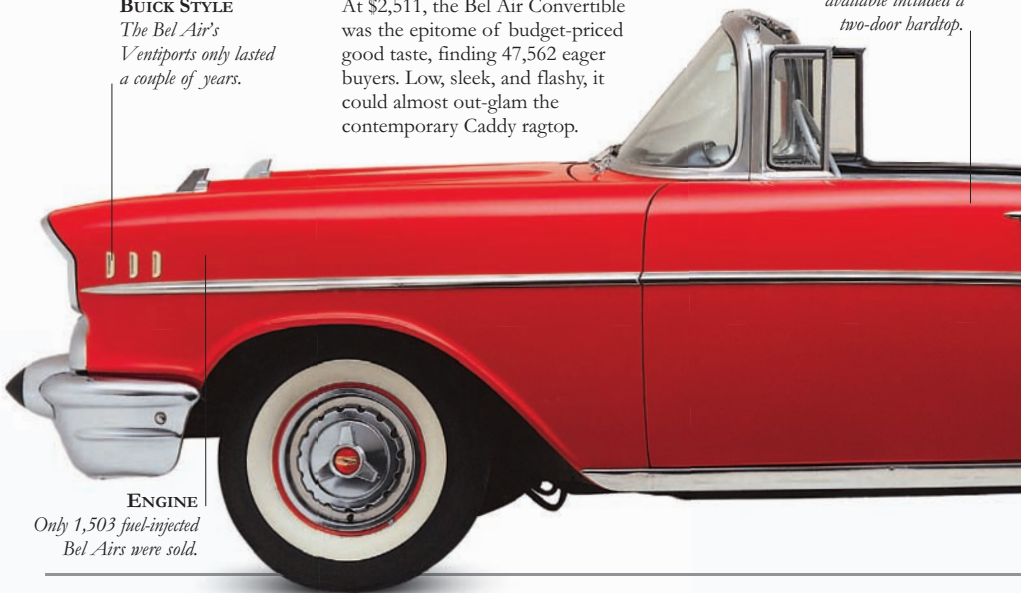 BUICK STYLE
The Bel Air's
Ventiports only lasted
a couple of years.
At $2,511, the Bel Air Convertible
was the epitome of budget-priced
good taste, finding 47,562 eager
buyers. Low, sleek, and flashy, it
could almost out-glam the
contemporary Caddy ragtop.
available included a
two-door hardtop.
ENGINE
Only 1,503 fuel-injected
Bel Airs were sold.